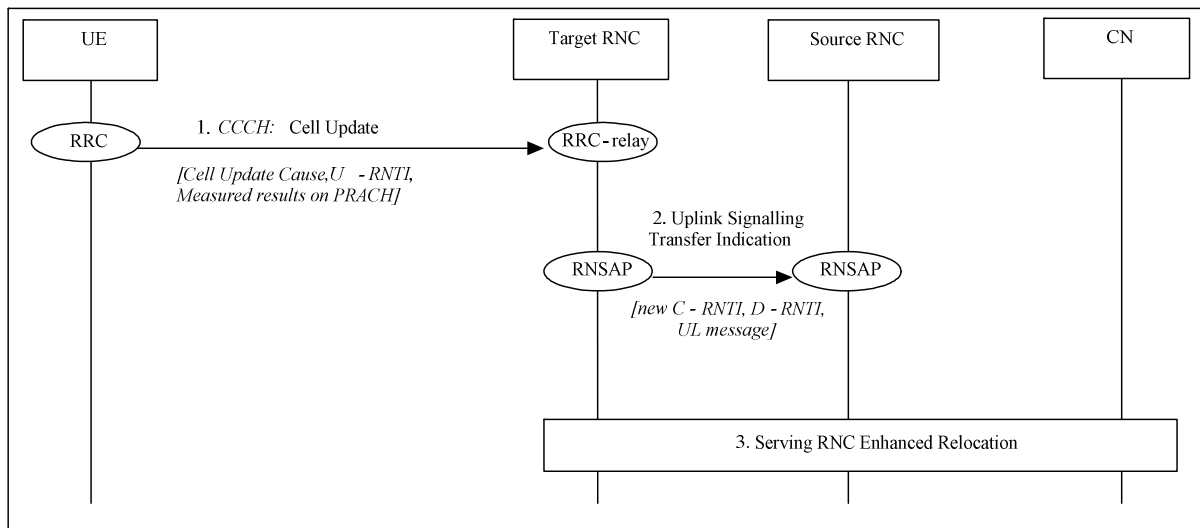 UE
Target RNC
Source RNC
CN
1. CCCH: Cell Update
RRC
RRC-relay
[Cell Update Cause,U - RNTI,
Measured results on PRACH]
2. Uplink Signalling
Transfer Indication
RNSAP
RNSAP
[new C - RNTI, D - RNTI,
UL message]
3. Serving RNC Enhanced Relocation